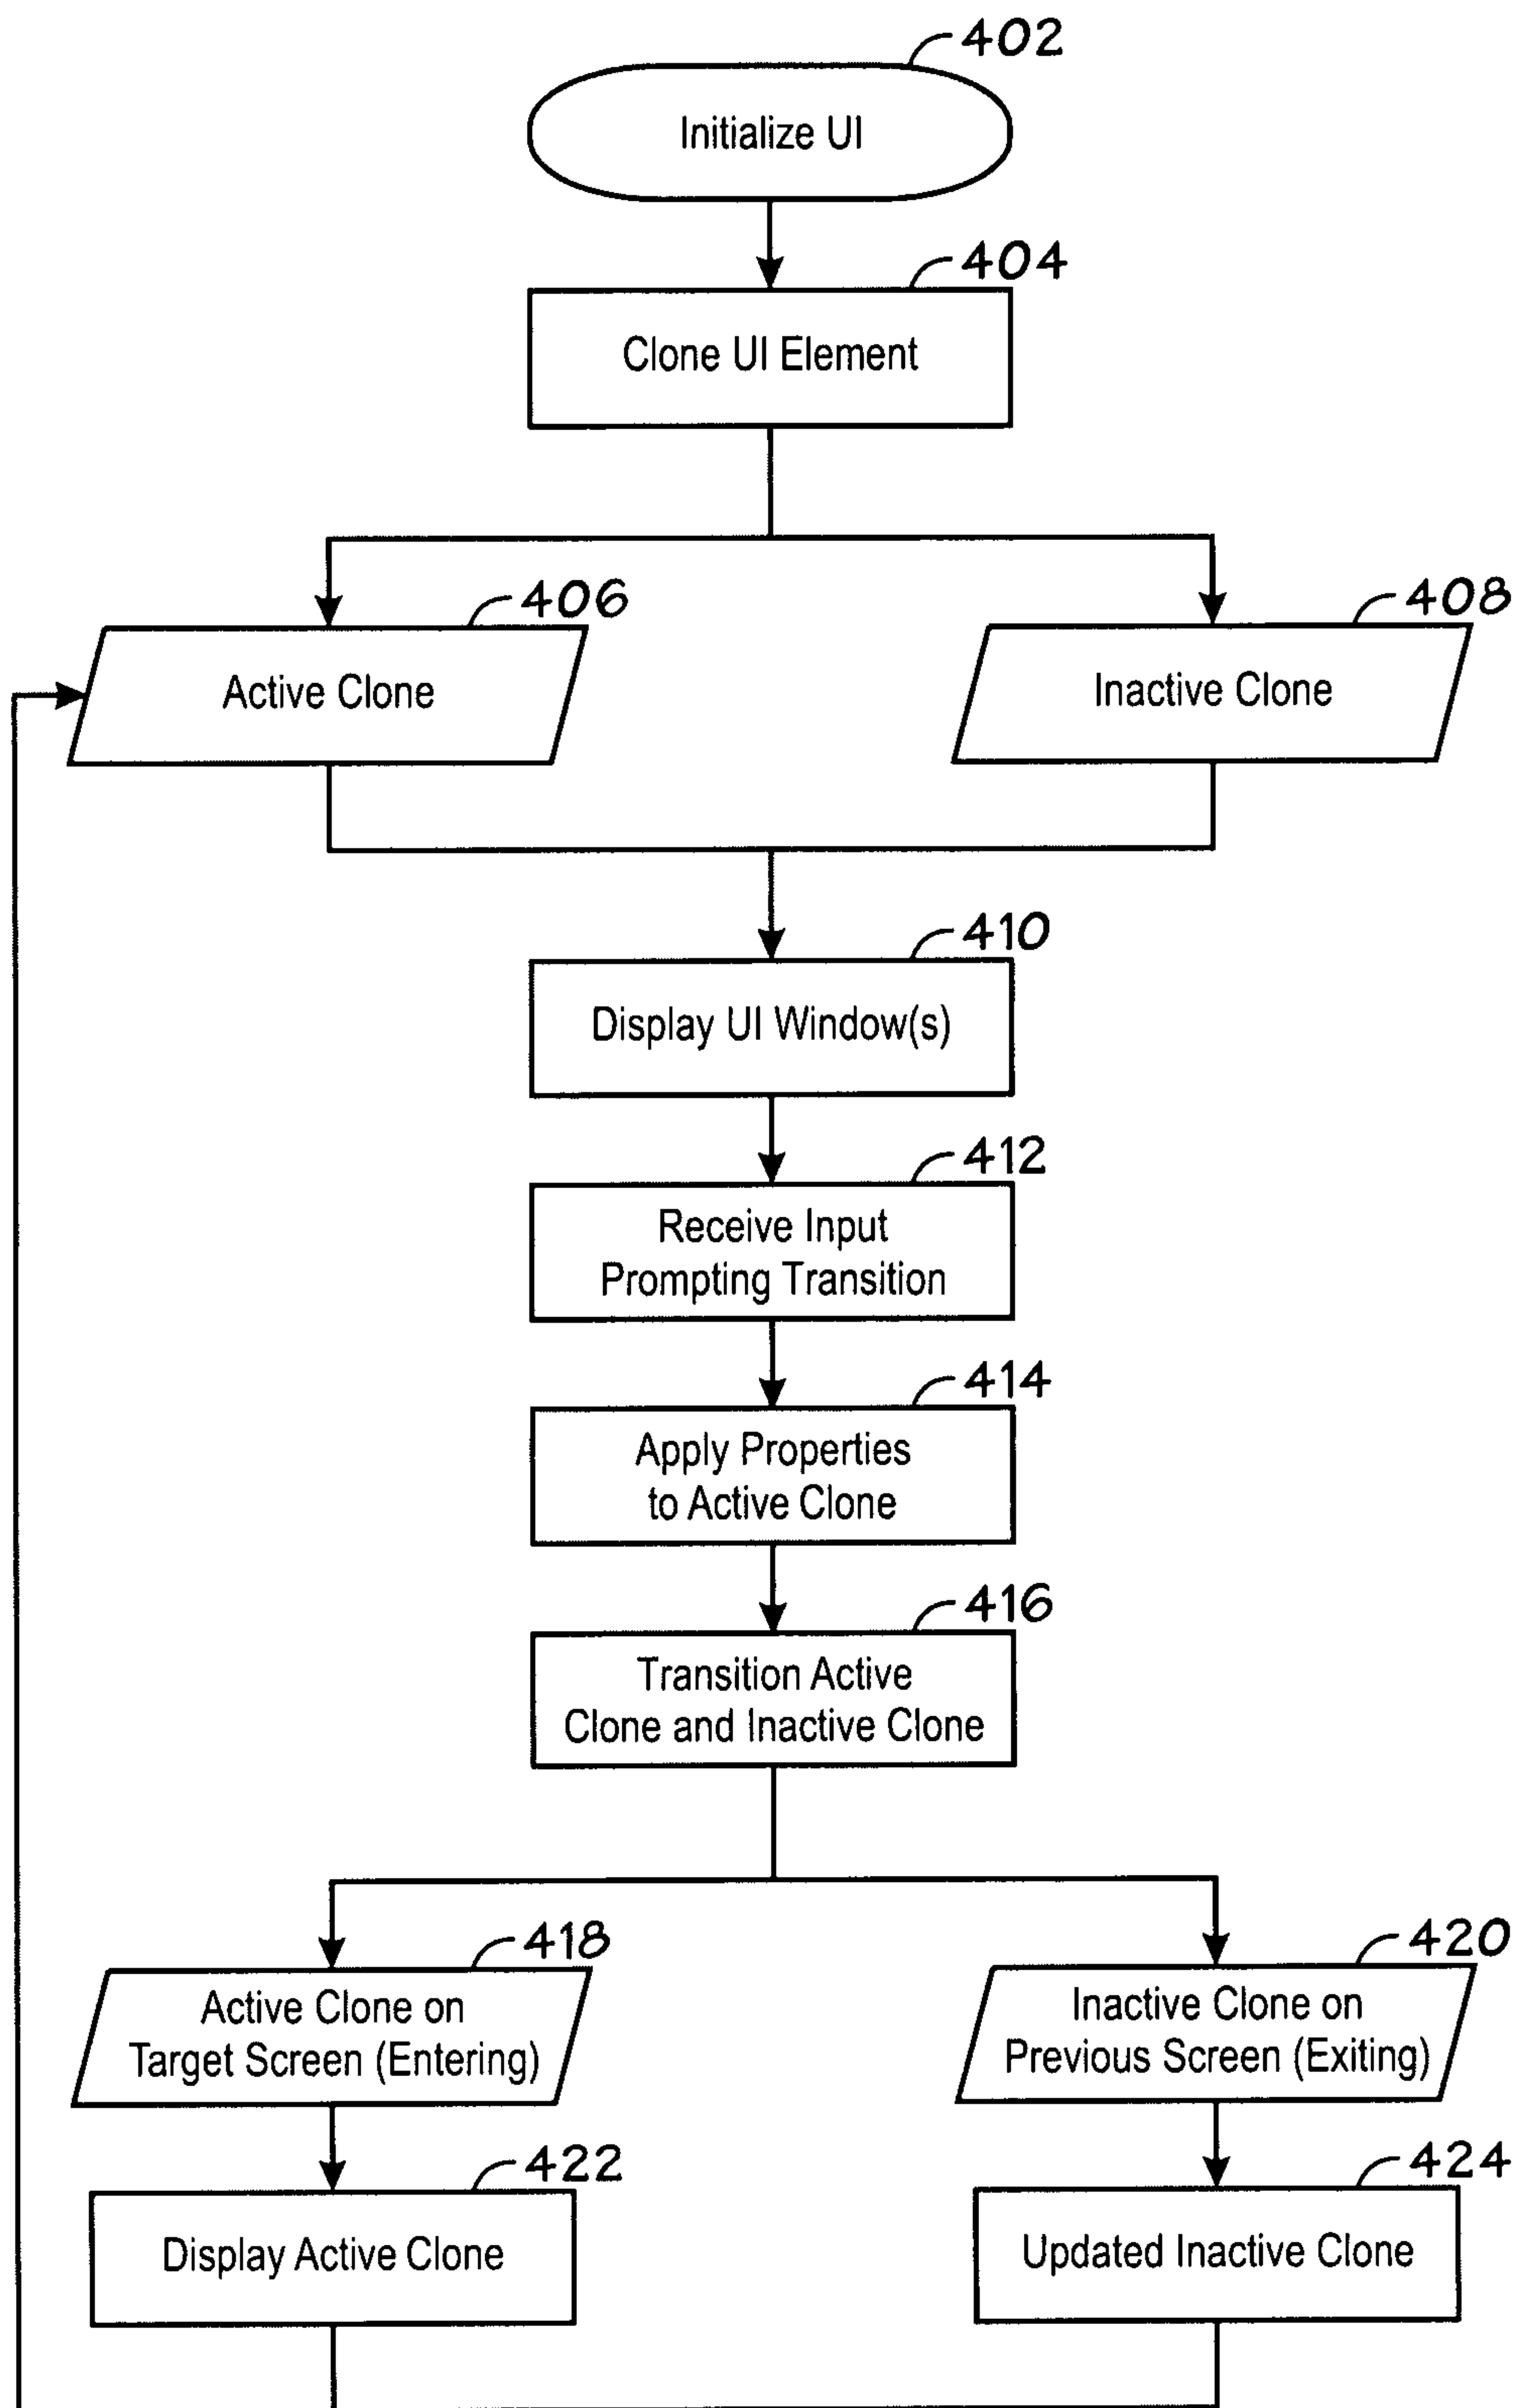 402
Initialize UI
404
Clone UI Element
406
Active Clone
408
Inactive Clone
410
Display UI Window(s)
412
Receive Input
Prompting Transition
414
Apply Properties
to Active Clone
416
Transition Active
Clone and Inactive Clone
418
Active Clone on
Target Screen (Entering)
420
Inactive Clone on
Previous Screen (Exiting)
422
Display Active Clone
424
Updated Inactive Clone